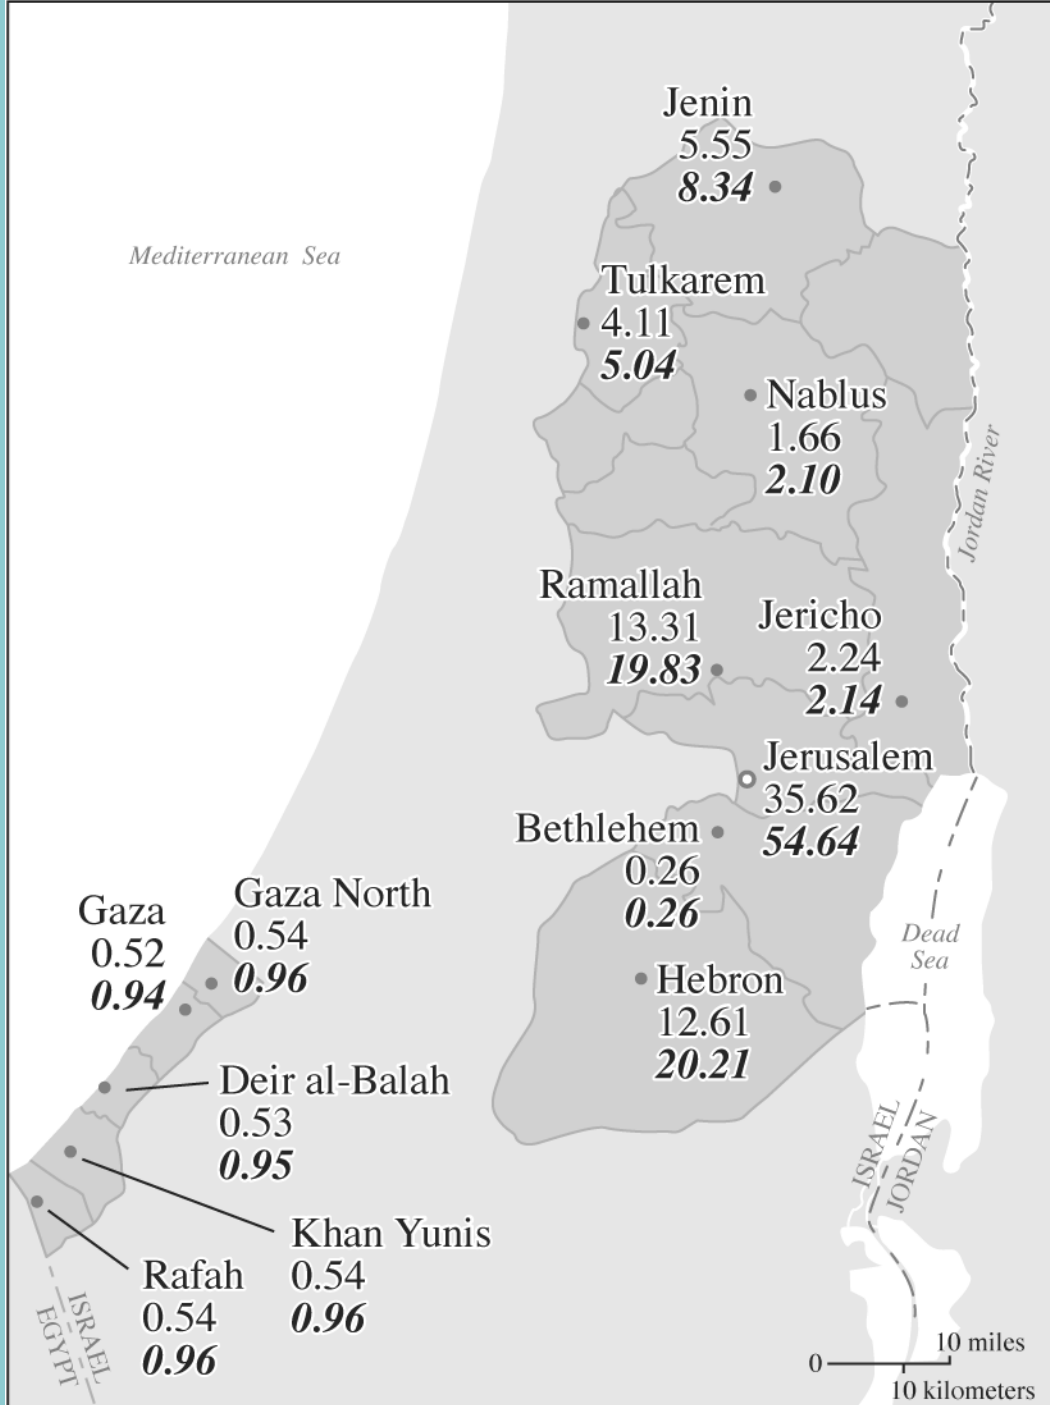 Jenin
5.55
8.34
Mediterranean Sea
Tulkarem
4.11
5.04
Nablus
1.66
2.10
Jordan River
Ramallah
13.31
19.83
Jericho
2.24
2.14
Jerusalem
35.62
54.64
Bethlehem
0.26
0.26
Gaza
0.52
0.94
Gaza North
0.54
0.96
Dead
Sea
Hebron
12.61
20.21
Deir al-Balah
0.53
0.95
Khan Yunis
0.54
0.96
Rafah
0.54
0.96
ISRAEL
EGYPT
ISRAEL
JORDAN
10 miles
0
10 kilometers